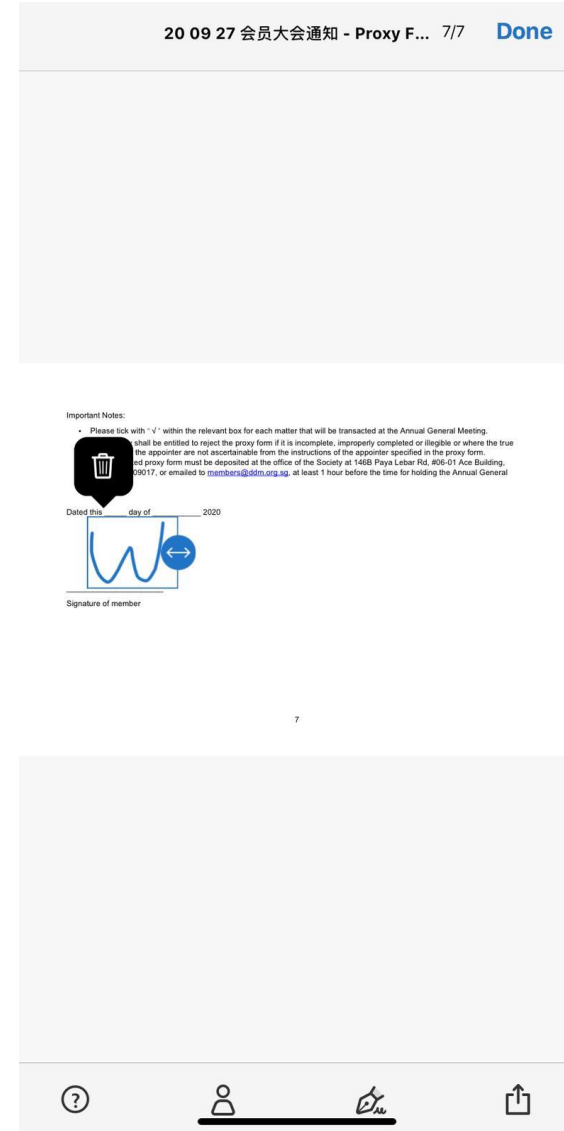 20 09 27 会员大会通知 - Proxy F... 7/7 Done
Important Notes:
• Please tick with ‘ √ ’ within the relevant box for each matter that will be transacted at the Annual General Meeting.
shall be entitled to reject the proxy form if it is incomplete, improperly completed or illegible or where the true
the appointer are not ascertainable from the instructions of the appointer specified in the proxy form.
ed proxy form must be deposited at the office of the Society at 146B Paya Lebar Rd, #06-01 Ace Building,
09017, or emailed to members@ddm.org.sg, at least 1 hour before the time for holding the Annual General
Dated this ______ day of ____________ 2020
W
Signature of member
7